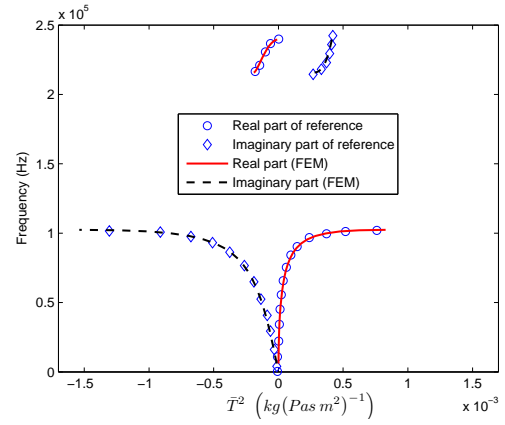 x 10^5
2.5
2
1.5
1
0.5
0
Frequency (Hz)
Real part of reference
Imaginary part of reference
Real part (FEM)
Imaginary part (FEM)
−1.5 −1 −0.5 0 0.5 1 1.5
x 10^−3
T̄^2 (kg(Pas m^2)^−1)